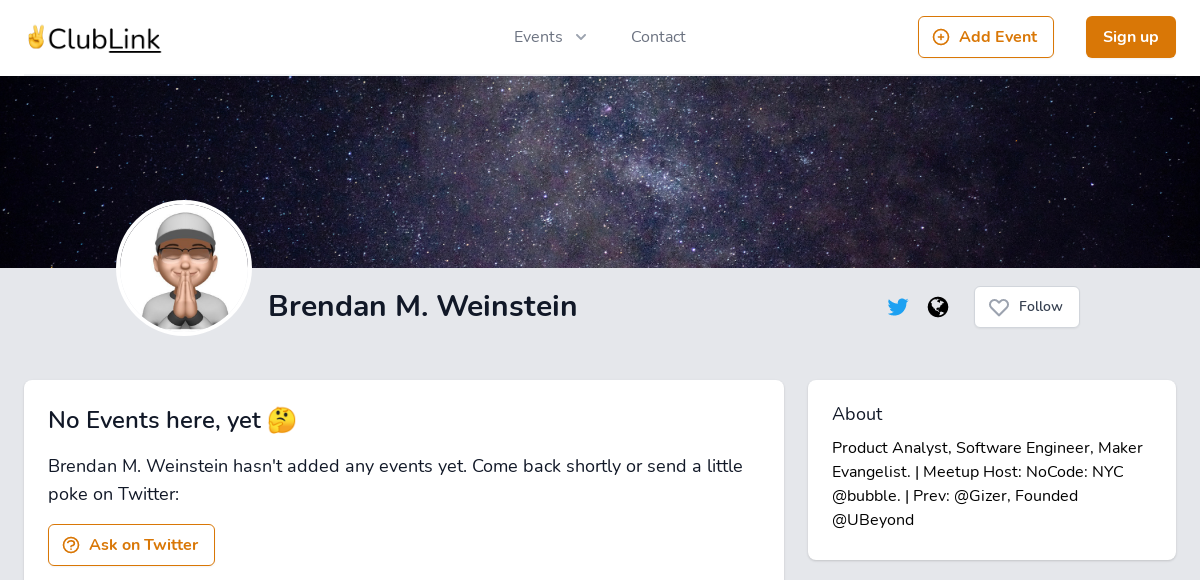 ✌️ClubLink
Events
Contact
Add Event
Sign up
Brendan M. Weinstein
Follow
No Events here, yet 🤔
Brendan M. Weinstein hasn't added any events yet. Come back shortly or send a little
poke on Twitter:
Ask on Twitter
About
Product Analyst, Software Engineer, Maker
Evangelist. | Meetup Host: NoCode: NYC
@bubble. | Prev: @Gizer, Founded
@UBeyond